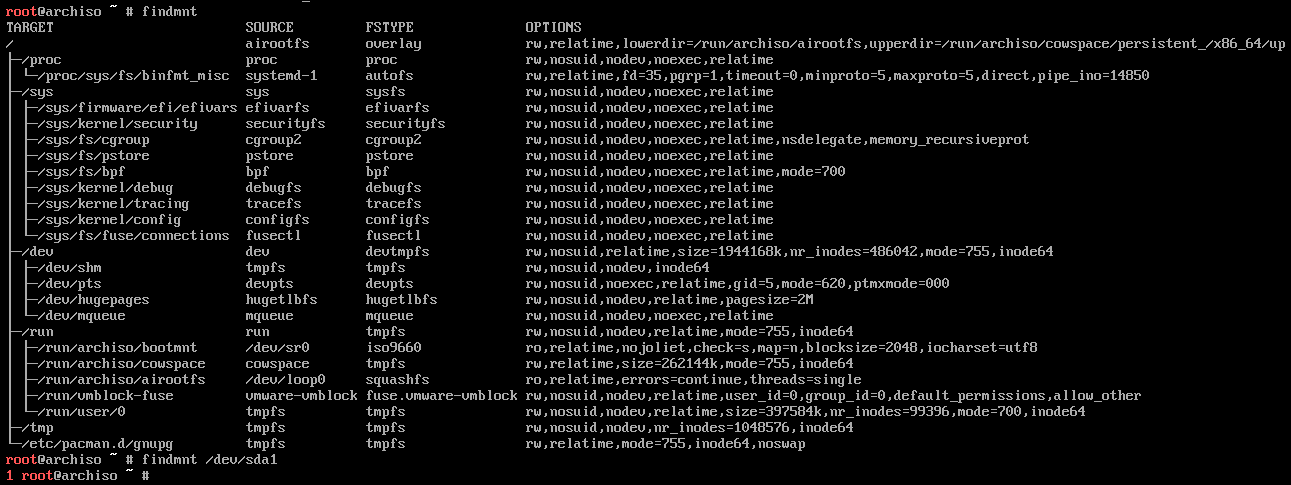 root@archiso ~ # findmnt
TARGET                         SOURCE         FSTYPE              OPTIONS
/                              airootfs       overlay             rw,relatime,lowerdir=/run/archiso/airootfs,upperdir=/run/archiso/cowspace/persistent_/x86_64/up
├─/proc                        proc           proc                rw,nosuid,nodev,noexec,relatime
│ └─/proc/sys/fs/binfmt_misc   systemd-1      autofs              rw,relatime,fd=35,pgrp=1,timeout=0,minproto=5,maxproto=5,direct,pipe_ino=14850
├─/sys                         sys            sysfs               rw,nosuid,nodev,noexec,relatime
│ ├─/sys/firmware/efi/efivars  efivarfs       efivarfs            rw,nosuid,nodev,noexec,relatime
│ ├─/sys/kernel/security       securityfs     securityfs          rw,nosuid,nodev,noexec,relatime
│ ├─/sys/fs/cgroup             cgroup2        cgroup2             rw,nosuid,nodev,noexec,relatime,nsdelegate,memory_recursiveprot
│ ├─/sys/fs/pstore             pstore         pstore              rw,nosuid,nodev,noexec,relatime
│ ├─/sys/fs/bpf                bpf            bpf                 rw,nosuid,nodev,noexec,relatime,mode=700
│ ├─/sys/kernel/debug          debugfs        debugfs             rw,nosuid,nodev,noexec,relatime
│ ├─/sys/kernel/tracing        tracefs        tracefs             rw,nosuid,nodev,noexec,relatime
│ ├─/sys/kernel/config         configfs       configfs            rw,nosuid,nodev,noexec,relatime
│ └─/sys/fs/fuse/connections   fusectl        fusectl             rw,nosuid,nodev,noexec,relatime
├─/dev                         dev            devtmpfs            rw,nosuid,relatime,size=1944168k,nr_inodes=486042,mode=755,inode64
│ ├─/dev/shm                   tmpfs          tmpfs               rw,nosuid,nodev,inode64
│ ├─/dev/pts                   devpts         devpts              rw,nosuid,noexec,relatime,gid=5,mode=620,ptmxmode=000
│ ├─/dev/hugepages             hugetlbfs      hugetlbfs           rw,nosuid,nodev,relatime,pagesize=2M
│ └─/dev/mqueue                mqueue         mqueue              rw,nosuid,nodev,noexec,relatime
├─/run                         run            tmpfs               rw,nosuid,nodev,relatime,mode=755,inode64
│ ├─/run/archiso/bootmnt       /dev/sr0       iso9660             ro,relatime,nojoliet,check=s,map=n,blocksize=2048,iocharset=utf8
│ ├─/run/archiso/cowspace      cowspace       tmpfs               rw,relatime,size=262144k,mode=755,inode64
│ ├─/run/archiso/airootfs      /dev/loop0     squashfs            ro,relatime,errors=continue,threads=single
│ ├─/run/vmblock-fuse          vmware-vmblock fuse.vmware-vmblock rw,nosuid,nodev,relatime,user_id=0,group_id=0,default_permissions,allow_other
│ └─/run/user/0                tmpfs          tmpfs               rw,nosuid,nodev,relatime,size=397584k,nr_inodes=99396,mode=700,inode64
├─/tmp                         tmpfs          tmpfs               rw,nosuid,nodev,nr_inodes=1048576,inode64
└─/etc/pacman.d/gnupg          tmpfs          tmpfs               rw,relatime,mode=755,inode64,noswap
root@archiso ~ # findmnt /dev/sda1
1 root@archiso ~ #